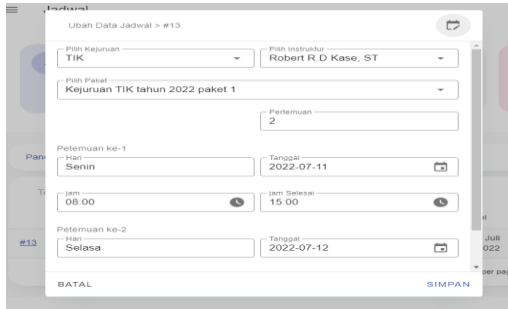 Jadwal
Ubah Data Jadwal > #13
Pilih Kejuruan
TIK
Pilih Instruktur
Robert R.D Kase, ST
Pilih Paket
Kejuruan TIK tahun 2022 paket 1
Pertemuan
2
Petemuan ke-1
Hari
Senin
Tanggal
2022-07-11
jam
08:00
jam Selesai
15:00
Petemuan ke-2
Hari
Selasa
Tanggal
2022-07-12
#13
Juli
BATAL
SIMPAN